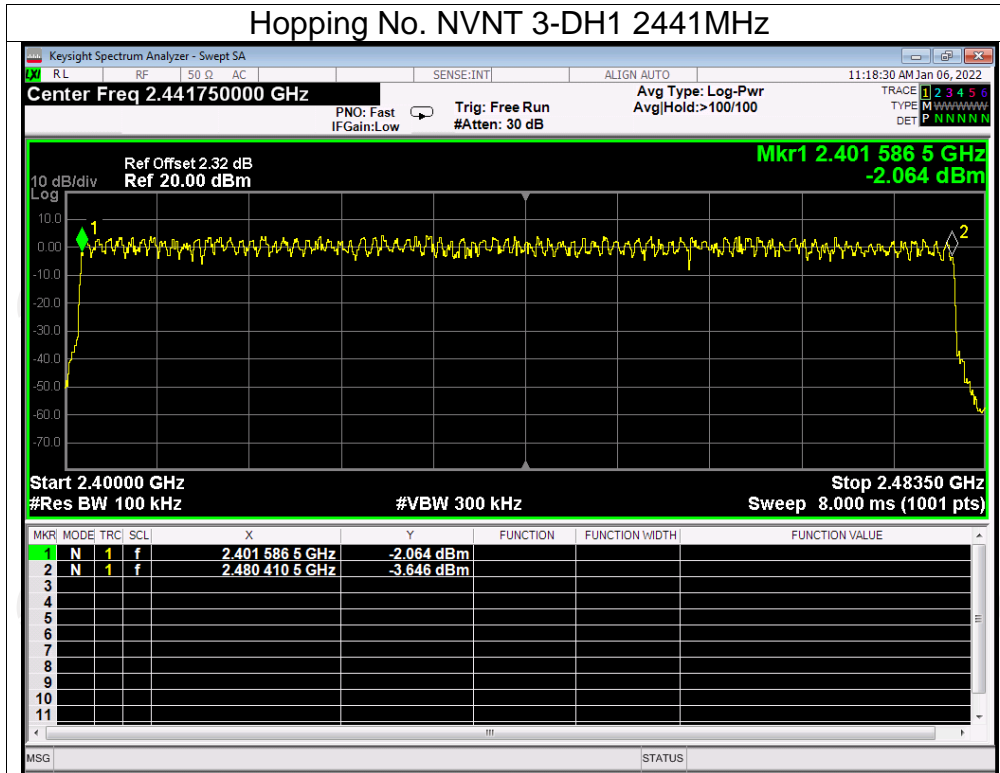 Hopping No. NVNT 3-DH1 2441MHz
Keysight Spectrum Analyzer - Swept SA
LXI RL RF 50 Ω AC SENSE:INT ALIGN AUTO 11:18:30 AM Jan 06, 2022
Center Freq 2.441750000 GHz Avg Type: Log-Pwr TRACE 1 2 3 4 5 6
PNO: Fast Trig: Free Run Avg|Hold:>100/100 TYPE M WWWWW
IFGain:Low #Atten: 30 dB DET P N N N N N
Mkr1 2.401 586 5 GHz
Ref Offset 2.32 dB
10 dB/div Ref 20.00 dBm -2.064 dBm
Log
10.0
1
2
0.00
-10.0
-20.0
-30.0
-40.0
-50.0
-60.0
-70.0
Start 2.40000 GHz Stop 2.48350 GHz
#Res BW 100 kHz #VBW 300 kHz Sweep 8.000 ms (1001 pts)
MKR MODE TRC SCL X Y FUNCTION FUNCTION WIDTH FUNCTION VALUE
1 N 1 f 2.401 586 5 GHz -2.064 dBm
2 N 1 f 2.480 410 5 GHz -3.646 dBm
3
4
5
6
7
8
9
10
11
MSG STATUS